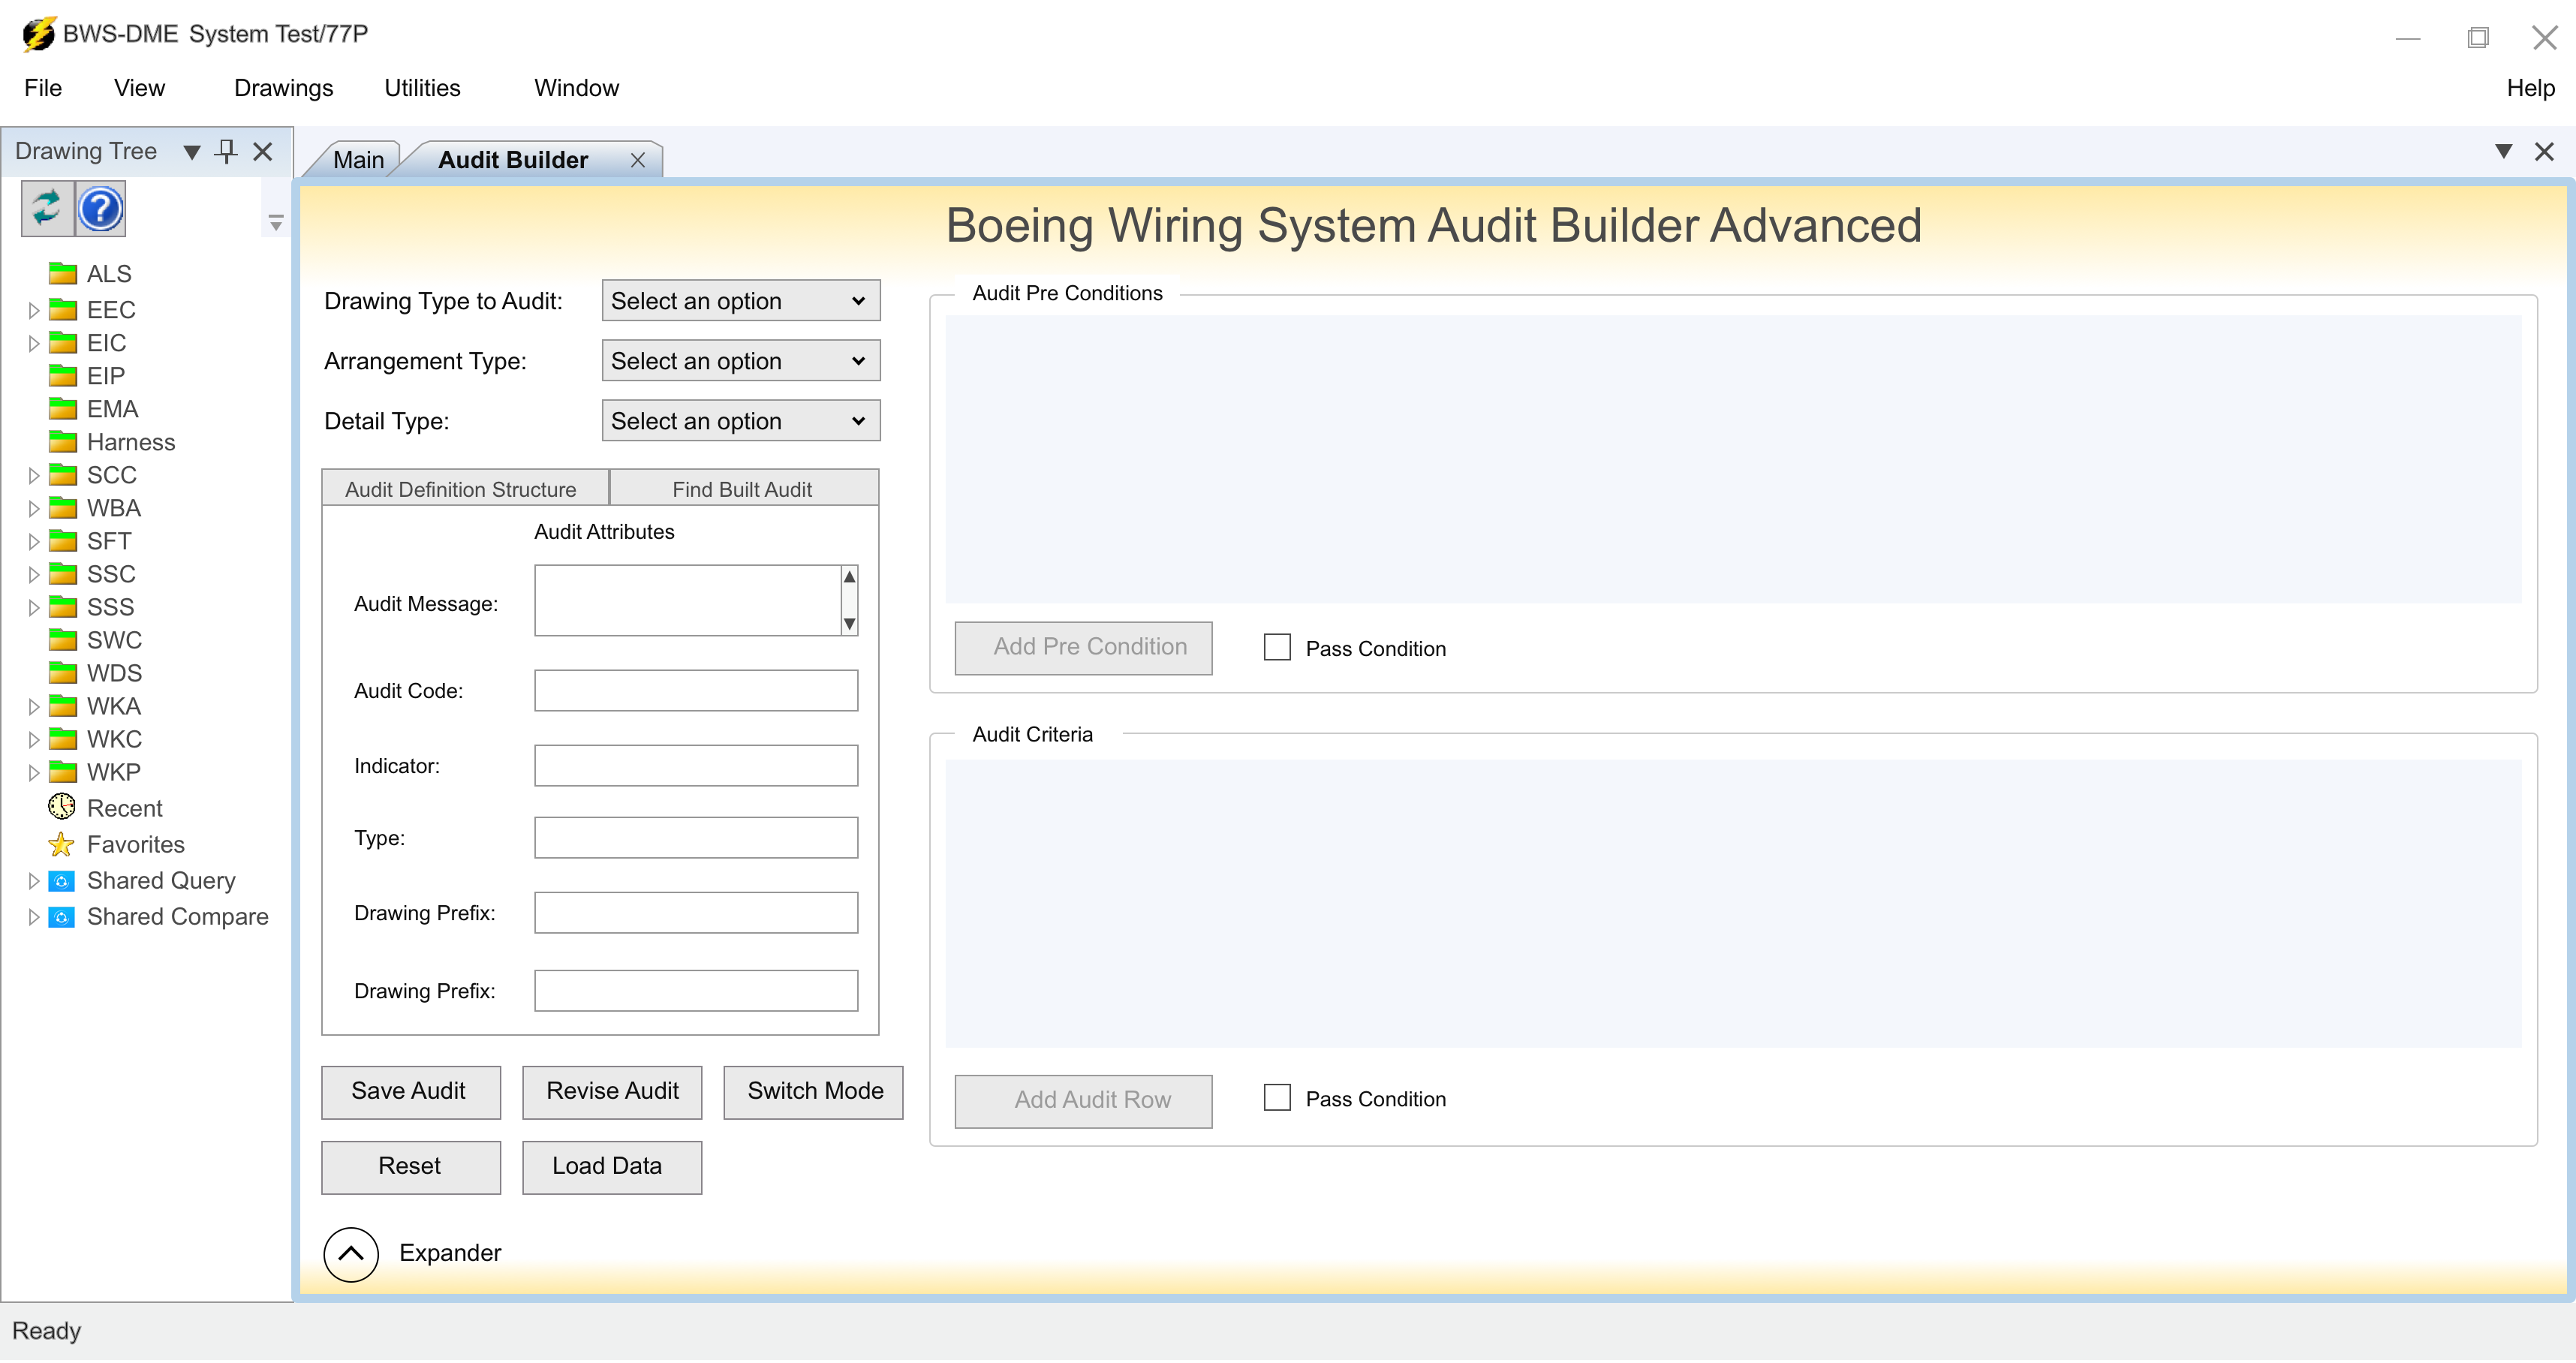 BWS-DME System Test/77P
File View Drawings Utilities Window Help
Drawing Tree
Main
Audit Builder
ALS
EEC
EIC
EIP
EMA
Harness
SCC
WBA
SFT
SSC
SSS
SWC
WDS
WKA
WKC
WKP
Recent
Favorites
Shared Query
Shared Compare
Boeing Wiring System Audit Builder Advanced
Drawing Type to Audit: Select an option
Arrangement Type: Select an option
Detail Type: Select an option
Audit Definition Structure
Find Built Audit
Audit Attributes
Audit Message:
Audit Code:
Indicator:
Type:
Drawing Prefix:
Drawing Prefix:
Save Audit
Revise Audit
Switch Mode
Reset
Load Data
Expander
Audit Pre Conditions
Add Pre Condition
Pass Condition
Audit Criteria
Add Audit Row
Pass Condition
Ready